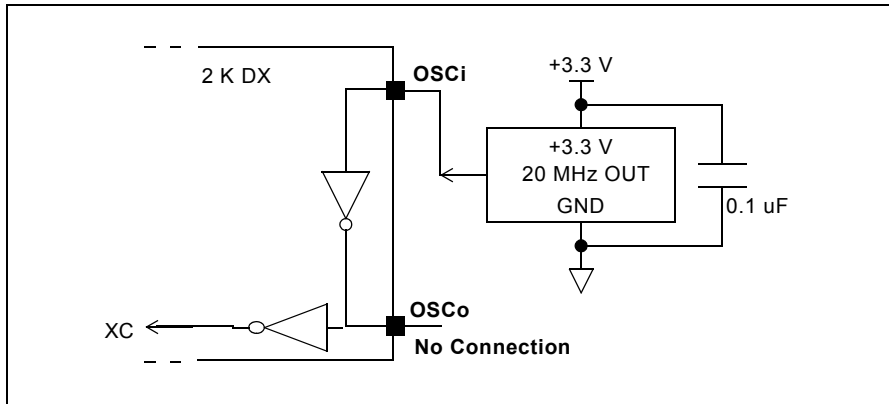 2 K DX
OSCi
+3.3 V
+3.3 V
20 MHz OUT
GND
0.1 uF
OSCo
XC
No Connection